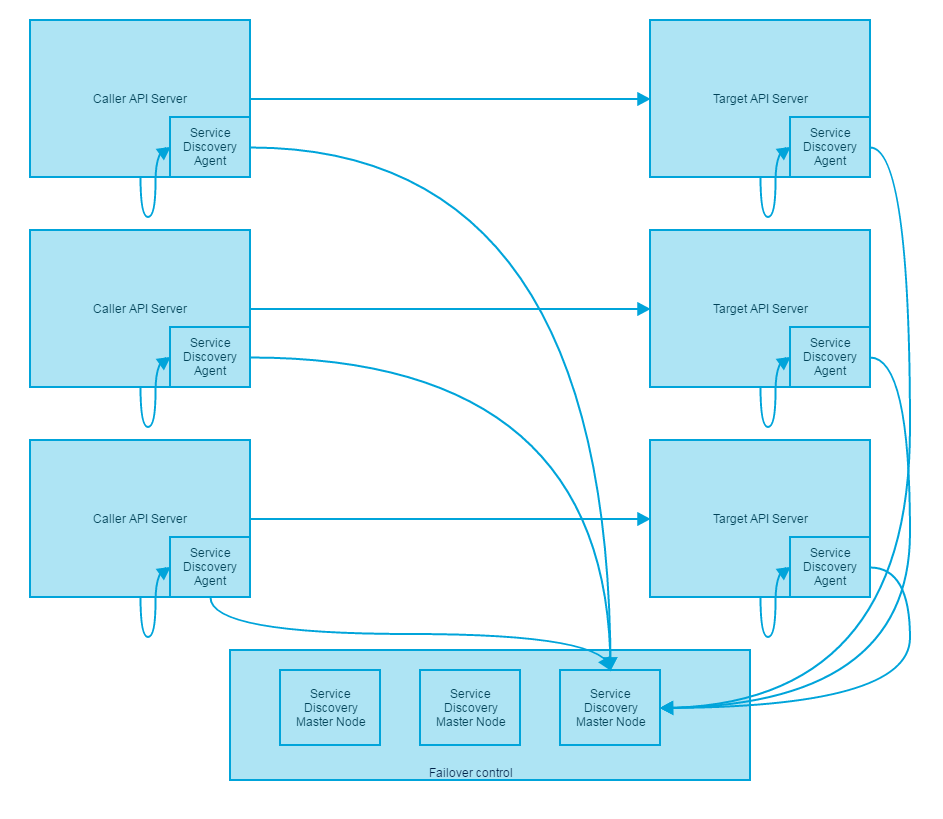 Caller API Server
Service
Discovery
Agent
Target API Server
Service
Discovery
Agent
Caller API Server
Service
Discovery
Agent
Target API Server
Service
Discovery
Agent
Caller API Server
Service
Discovery
Agent
Target API Server
Service
Discovery
Agent
Service
Discovery
Master Node
Service
Discovery
Master Node
Service
Discovery
Master Node
Failover control